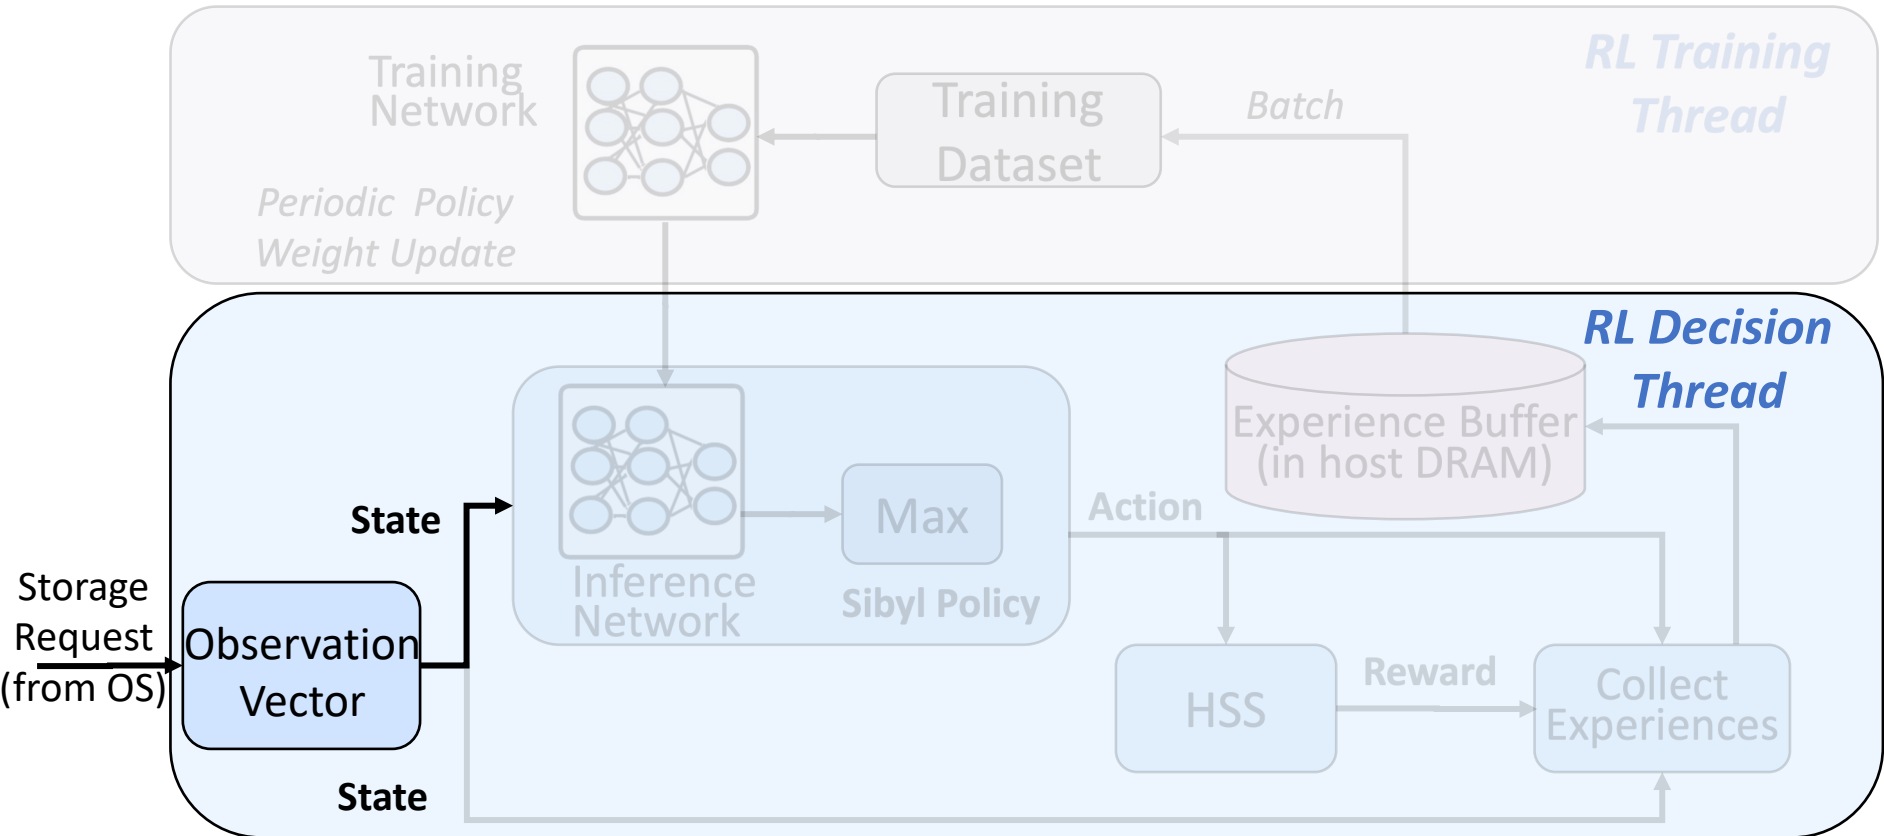 RL Training
Thread
Training
Network
Training
Dataset
Batch
Periodic Policy
Weight Update
RL Decision
Thread
Experience Buffer
(in host DRAM)
State
Max
Action
Inference
Network
Sibyl Policy
Storage
Request
(from OS)
Observation
Vector
HSS
Reward
Collect
Experiences
State